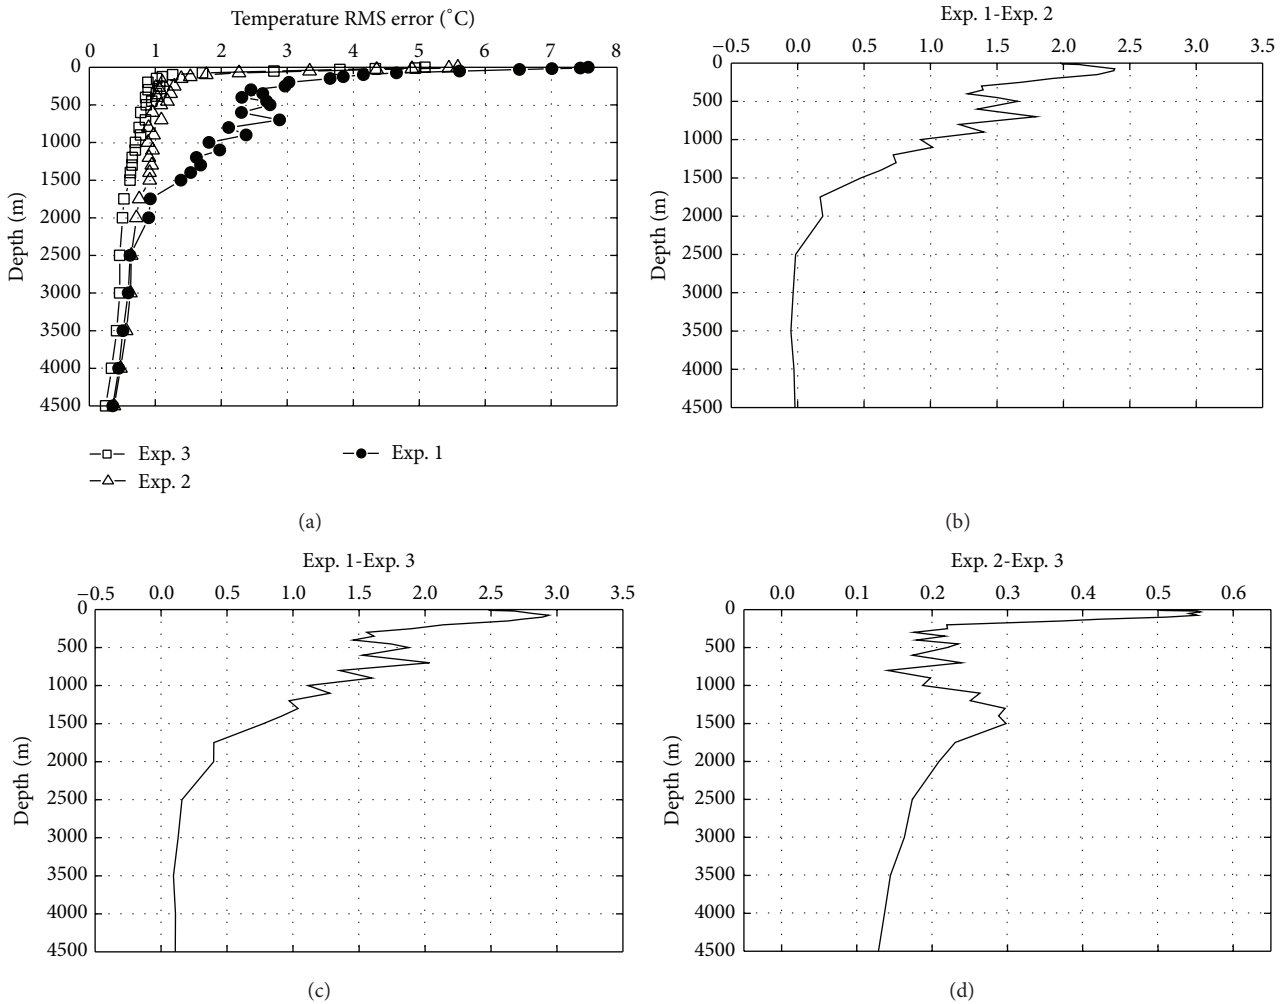 Temperature RMS error (°C)
0 1 2 3 4 5 6 7 8
0
500
1000
1500
2000
2500
3000
3500
4000
4500
Depth (m)
Exp. 3
Exp. 1
Exp. 2
(a)
Exp. 1-Exp. 2
−0.5 0.0 0.5 1.0 1.5 2.0 2.5 3.0 3.5
0
500
1000
1500
2000
2500
3000
3500
4000
4500
Depth (m)
(b)
Exp. 1-Exp. 3
−0.5 0.0 0.5 1.0 1.5 2.0 2.5 3.0 3.5
0
500
1000
1500
2000
2500
3000
3500
4000
4500
Depth (m)
(c)
Exp. 2-Exp. 3
0.0 0.1 0.2 0.3 0.4 0.5 0.6
0
500
1000
1500
2000
2500
3000
3500
4000
4500
Depth (m)
(d)